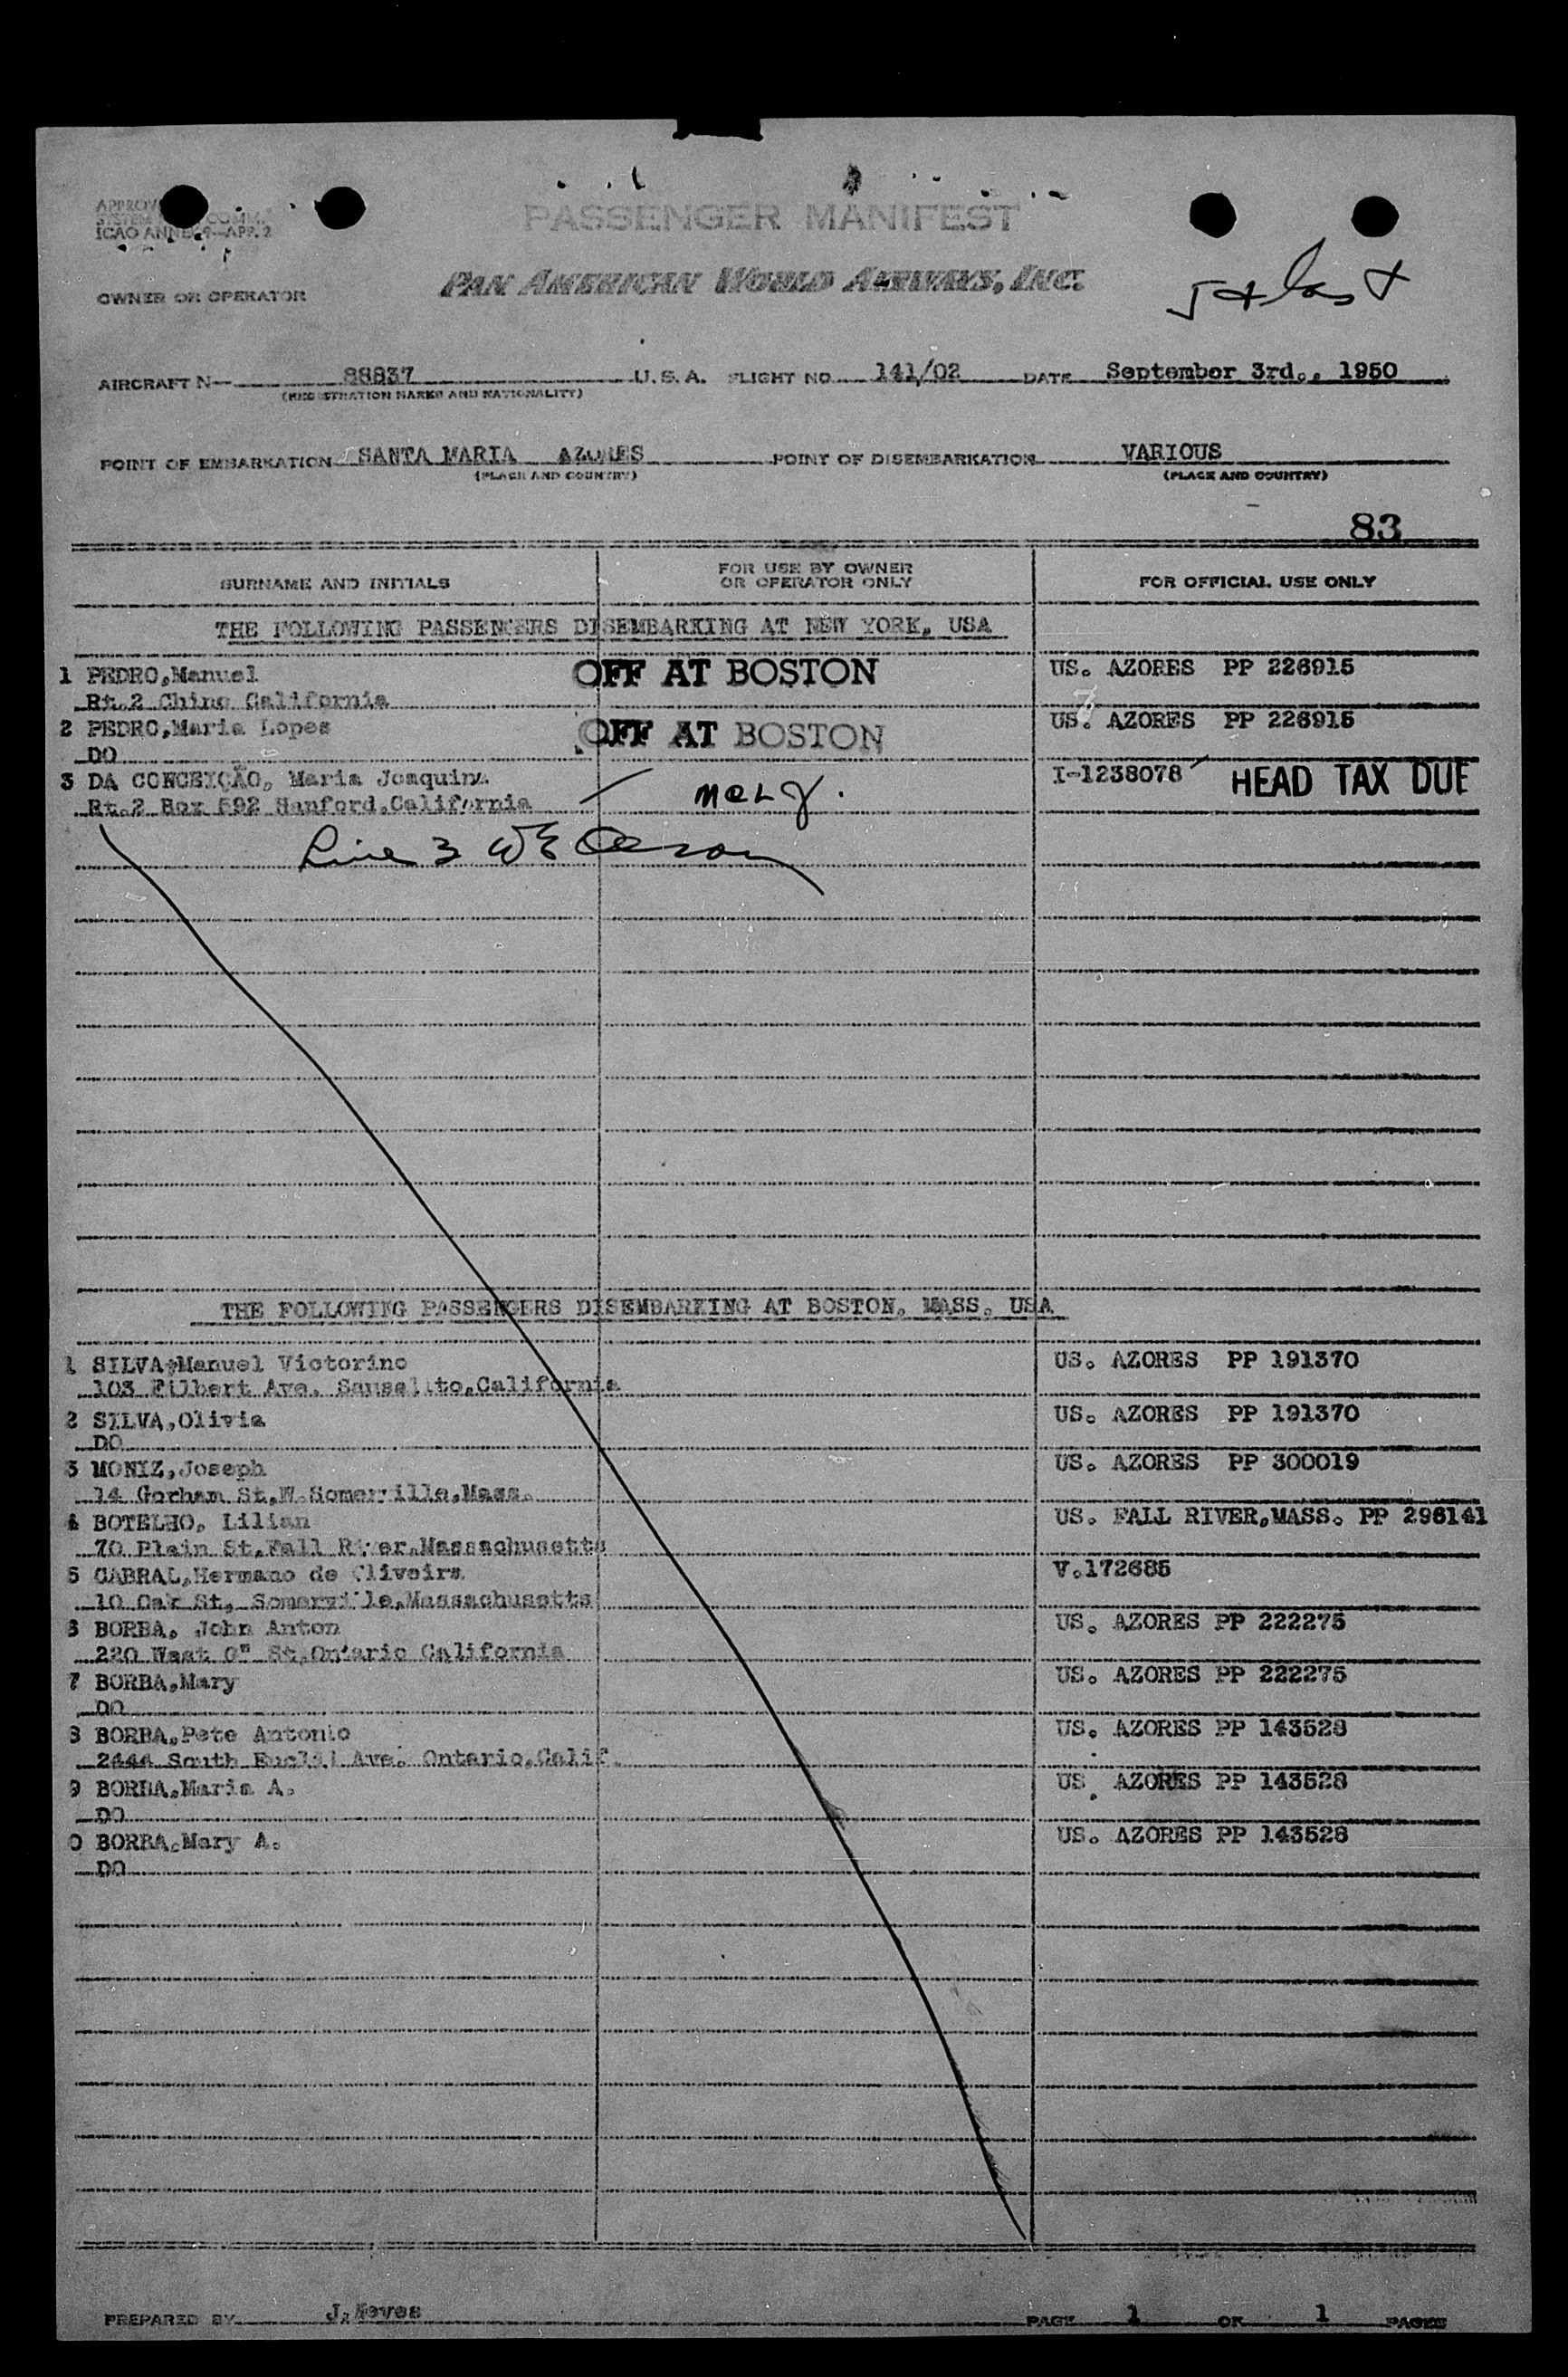 PASSENGER MANIFEST
ICAO ANNEX 9—APP. 2
OWNER OR OPERATOR PAN AMERICAN WORLD AIRWAYS, INC.
AIRCRAFT N— 88837 U. S. A. FLIGHT NO. 141/02 DATE September 3rd., 1950
(REGISTRATION MARKS AND NATIONALITY)
POINT OF EMBARKATION SANTA MARIA AZORES POINT OF DISEMBARKATION VARIOUS
(PLACE AND COUNTRY) (PLACE AND COUNTRY)
83
SURNAME AND INITIALS FOR USE BY OWNER OR OPERATOR ONLY FOR OFFICIAL USE ONLY
THE FOLLOWING PASSENGERS DISEMBARKING AT NEW YORK, USA
1 PEDRO,Manuel OFF AT BOSTON US. AZORES PP 226915
Rt.2 Chino California
2 PEDRO,Maria Lopes OFF AT BOSTON US. AZORES PP 226915
DO
3 DA CONCEIÇÃO, Maria Joaquina I-1238078 HEAD TAX DUE
Rt.2 Box 592 Hanford,California
Line 3 WE
THE FOLLOWING PASSENGERS DISEMBARKING AT BOSTON, MASS. USA
1 SILVA,Manuel Victorino US. AZORES PP 191370
103 Filbert Ave. Sausalito,California
2 SILVA,Olivia US. AZORES PP 191370
DO
3 MONIZ,Joseph US. AZORES PP 300019
14 Gorham St,W.Somerville,Mass.
4 BOTELHO, Lilian US. FALL RIVER,MASS. PP 296141
70 Plain St,Fall River,Massachusetts
5 CABRAL,Hermano de Oliveira V.172685
10 Oak St, Somerville,Massachusetts
6 BORBA, John Anton US. AZORES PP 222275
220 West St,Ontario California
7 BORBA,Mary US. AZORES PP 222275
DO
8 BORBA,Pete Antonio US. AZORES PP 143528
2444 South Euclid Ave. Ontario,Calif.
9 BORBA,Maria A. US. AZORES PP 143528
DO
0 BORBA,Mary A. US. AZORES PP 143528
DO
PREPARED BY J. Neves PAGE 1 OF 1 PAGES